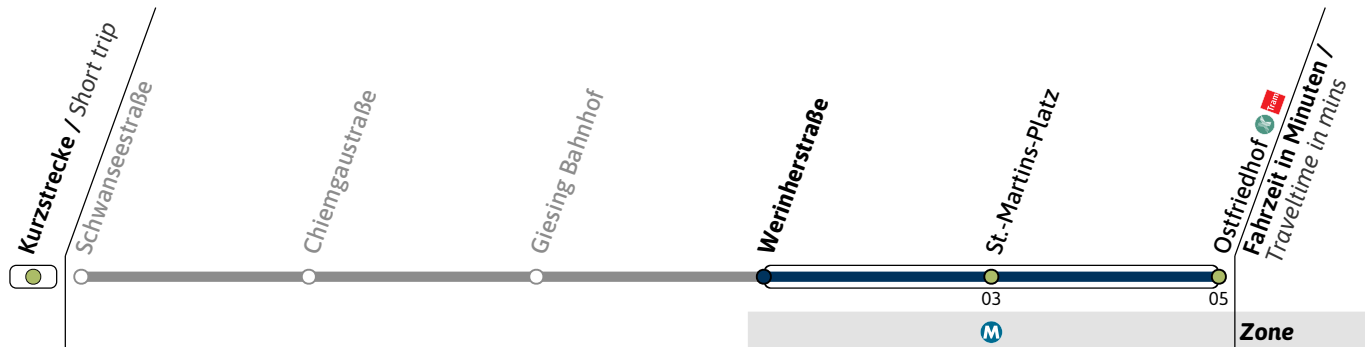 Kurzstrecke / Short trip
Schwanseestraße
Chiemgaustraße
Giesing Bahnhof
Werinherstraße
St.-Martins-Platz
Ostfriedhof X Tram
Fahrzeit in Minuten /
Traveltime in mins
03
05
M
Zone